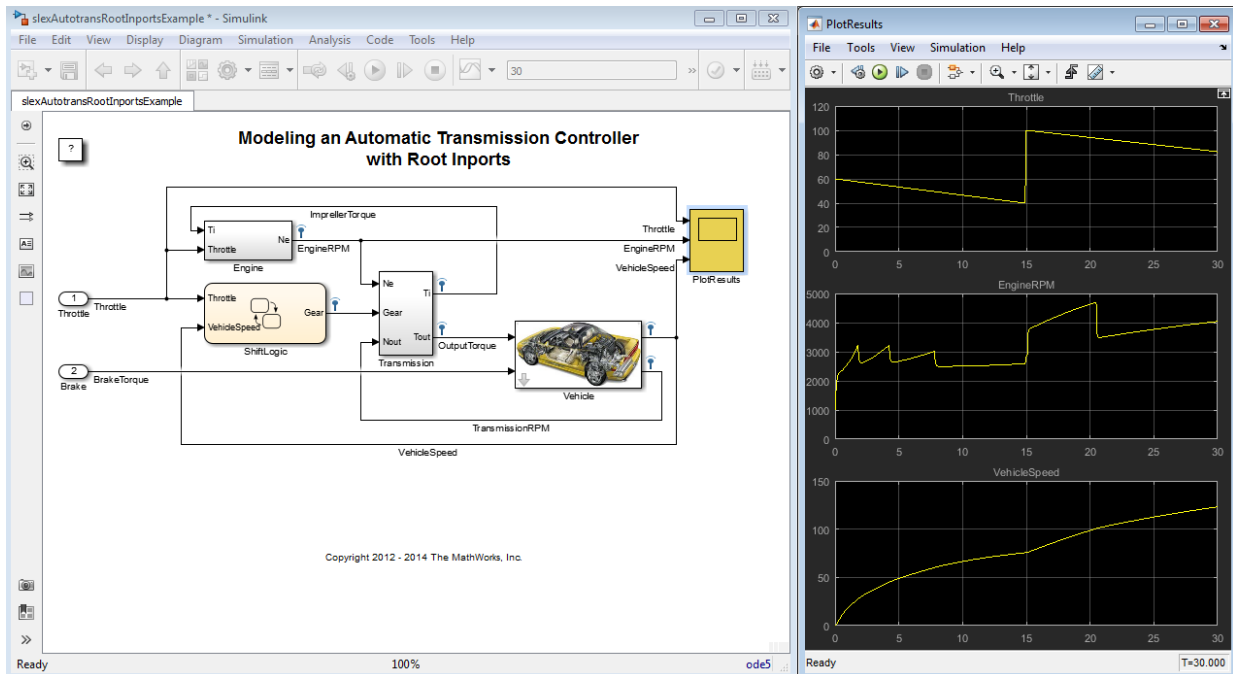 slexAutotransRootInportsExample * - Simulink
File Edit View Display Diagram Simulation Analysis Code Tools Help
30
»
slexAutotransRootInportsExample
?
Modeling an Automatic Transmission Controller
with Root Inports
ImprellerTorque
Ti
Throttle
Ne
EngineRPM
Engine
Throttle
EngineRPM
VehicleSpeed
PlotResults
1
Throttle
Throttle
Throttle
VehicleSpeed
Gear
ShiftLogic
Ne
Gear
Nout
Ti
Tout
OutputTorque
Transmission
2
Brake
BrakeTorque
Vehicle
TransmissionRPM
VehicleSpeed
Copyright 2012 - 2014 The MathWorks, Inc.
A
»
Ready 100% ode5
PlotResults
File Tools View Simulation Help
Throttle
120
100
80
60
40
20
0
0 5 10 15 20 25 30
EngineRPM
5000
4000
3000
2000
1000
0
0 5 10 15 20 25 30
VehicleSpeed
150
100
50
0
0 5 10 15 20 25 30
Ready T=30.000